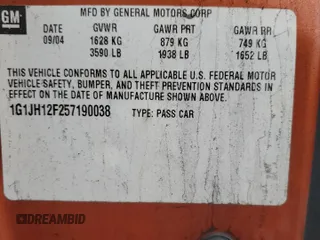 GM
MFD BY GENERAL MOTORS CORP
DATE GVWR GAWR FRT GAWR RR
09/04 1628 KG 879 KG 749 KG
3590 LB 1938 LB 1652 LB
THIS VEHICLE CONFORMS TO ALL APPLICABLE U.S. FEDERAL MOTOR
VEHICLE SAFETY, BUMPER, AND THEFT PREVENTION STANDARDS IN
EFFECT ON THE DATE OF MANUFACTURE SHOWN ABOVE.
1G1JH12F257190038 TYPE: PASS CAR
DREAMBID